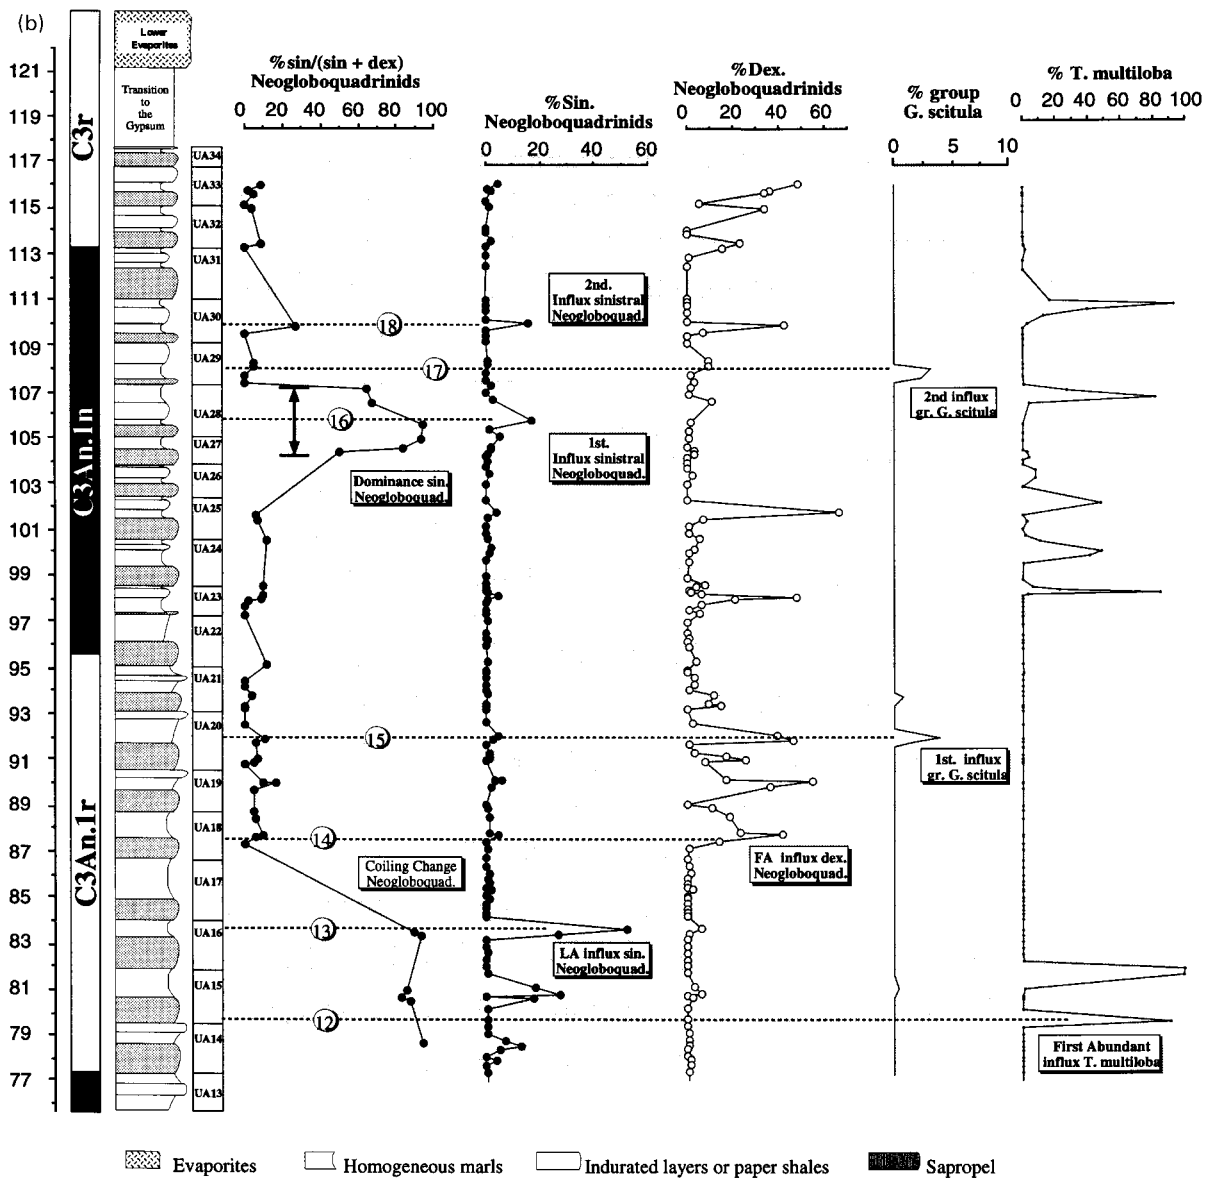 (b)
Lower
Evaporites
Transition
to
the
Gypsum
%sin/(sin + dex)
Neogloboquadrinids
0 20 40 60 80 100
%Sin.
Neogloboquadrinids
0 20 40 60
%Dex.
Neogloboquadrinids
0 20 40 60
% group
G. scitula
0 5 10
% T. multiloba
0 20 40 60 80 100
121
119
117
115
113
111
109
107
105
103
101
99
97
95
93
91
89
87
85
83
81
79
77
C3r
C3An.1n
C3An.1r
UA34
UA33
UA32
UA31
UA30
UA29
UA28
UA27
UA26
UA25
UA24
UA23
UA22
UA21
UA20
UA19
UA18
UA17
UA16
UA15
UA14
UA13
18
17
16
15
14
13
12
2nd.
Influx sinistral
Neogloboquad.
2nd influx
gr. G. scitula
1st.
Influx sinistral
Neogloboquad.
Dominance sin.
Neogloboquad.
1st. influx
gr. G. scitula
Coiling Change
Neogloboquad.
FA influx dex.
Neogloboquad.
LA influx sin.
Neogloboquad.
First Abundant
influx T. multiloba
Evaporites
Homogeneous marls
Indurated layers or paper shales
Sapropel